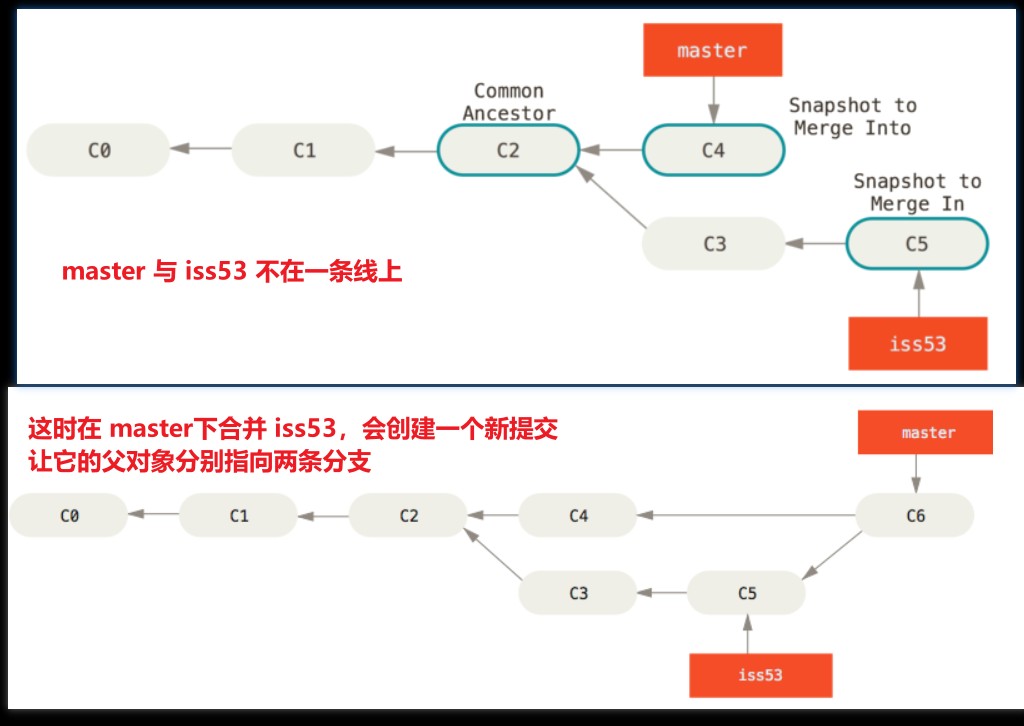 master
Common
Ancestor
Snapshot to
Merge Into
C0
C1
C2
C4
Snapshot to
Merge In
C3
C5
master 与 iss53 不在一条线上
iss53
这时在 master下合并 iss53，会创建一个新提交
让它的父对象分别指向两条分支
master
C0
C1
C2
C4
C6
C3
C5
iss53